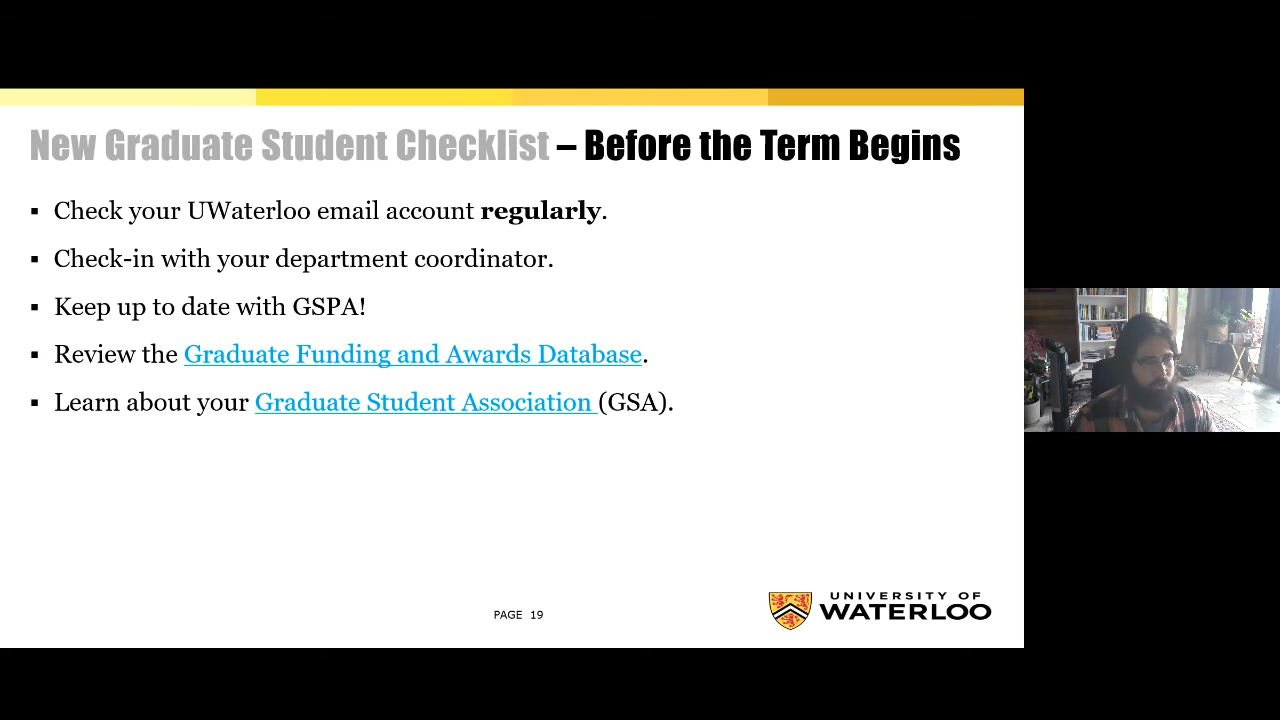 New Graduate Student Checklist – Before the Term Begins
▪ Check your UWaterloo email account regularly.
▪ Check-in with your department coordinator.
▪ Keep up to date with GSPA!
▪ Review the Graduate Funding and Awards Database.
▪ Learn about your Graduate Student Association (GSA).
PAGE 19
UNIVERSITY OF
WATERLOO